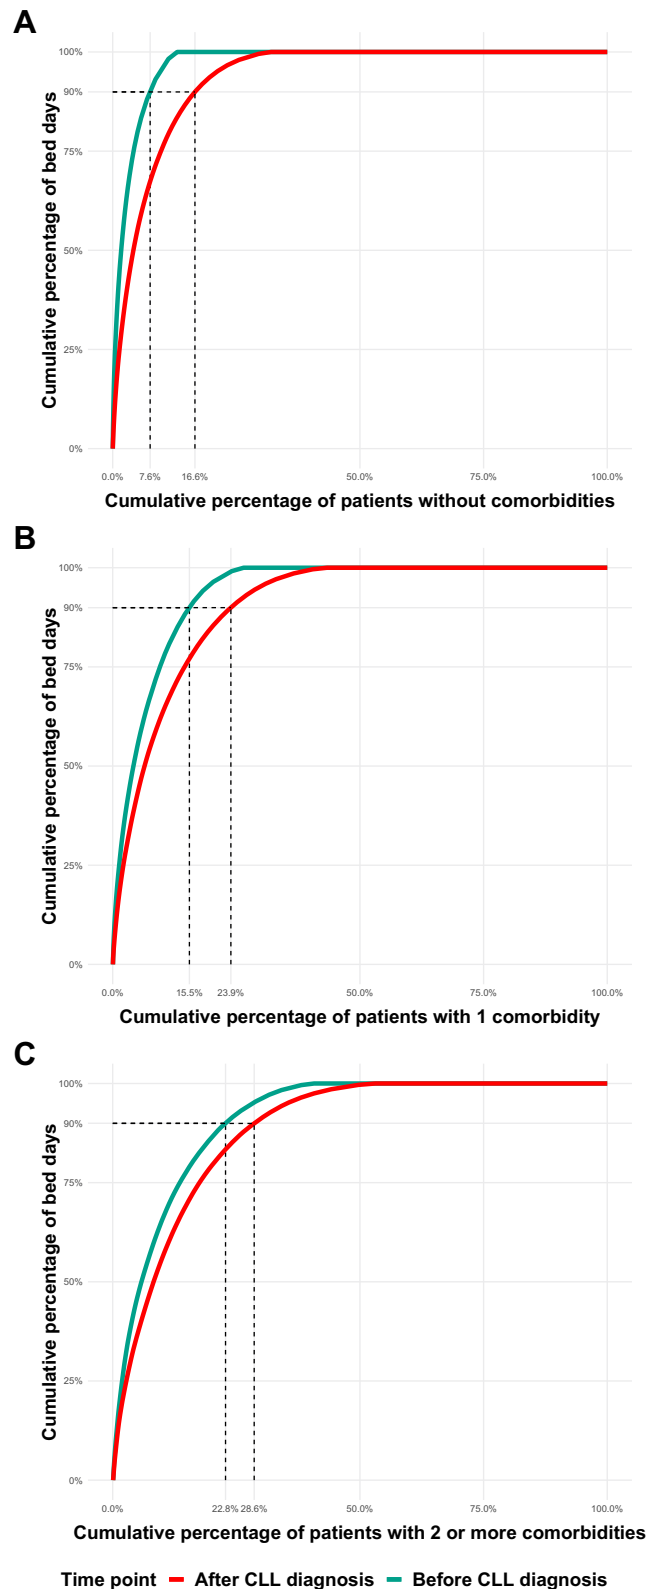 A
Cumulative percentage of bed days
100%
90%
75%
50%
25%
0%
0.0% 7.6% 16.6% 50.0% 75.0% 100.0%
Cumulative percentage of patients without comorbidities
B
Cumulative percentage of bed days
100%
90%
75%
50%
25%
0%
0.0% 15.5% 23.9% 50.0% 75.0% 100.0%
Cumulative percentage of patients with 1 comorbidity
C
Cumulative percentage of bed days
100%
90%
75%
50%
25%
0%
0.0% 22.8% 28.6% 50.0% 75.0% 100.0%
Cumulative percentage of patients with 2 or more comorbidities
Time point After CLL diagnosis Before CLL diagnosis